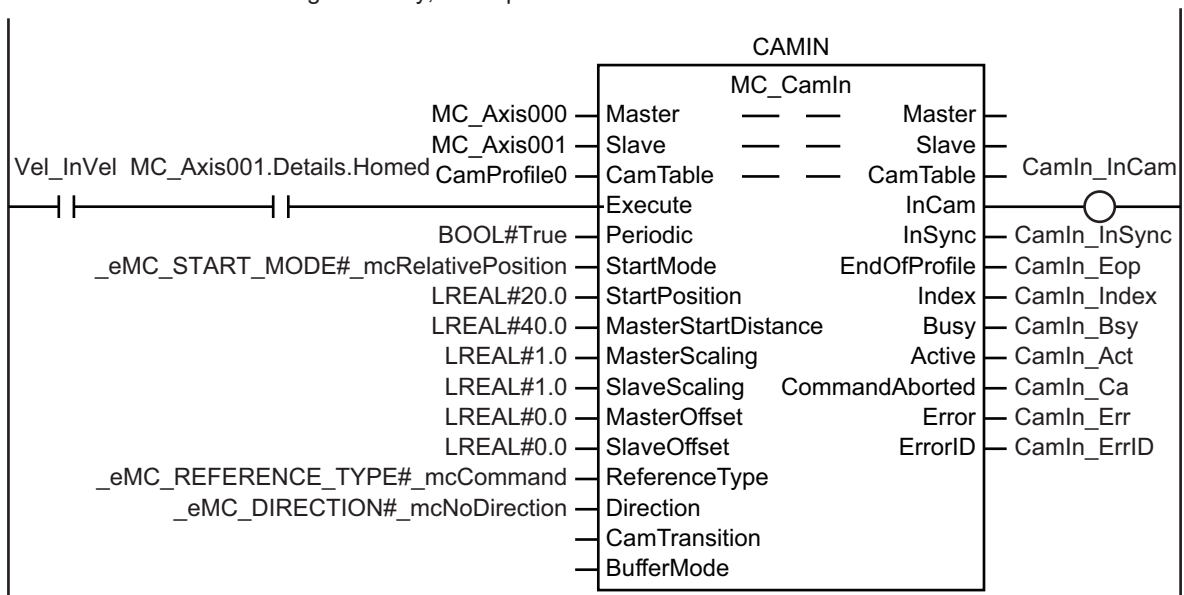 CAMIN
MC_CamIn
MC_Axis000 Master Master
MC_Axis001 Slave Slave
Vel_InVel MC_Axis001.Details.Homed CamProfile0 CamTable CamTable CamIn_InCam
Execute InCam
BOOL#True Periodic InSync CamIn_InSync
_eMC_START_MODE#_mcRelativePosition StartMode EndOfProfile CamIn_Eop
LREAL#20.0 StartPosition Index CamIn_Index
LREAL#40.0 MasterStartDistance Busy CamIn_Bsy
LREAL#1.0 MasterScaling Active CamIn_Act
LREAL#1.0 SlaveScaling CommandAborted CamIn_Ca
LREAL#0.0 MasterOffset Error CamIn_Err
LREAL#0.0 SlaveOffset ErrorID CamIn_ErrID
_eMC_REFERENCE_TYPE#_mcCommand ReferenceType
_eMC_DIRECTION#_mcNoDirection Direction
CamTransition
BufferMode